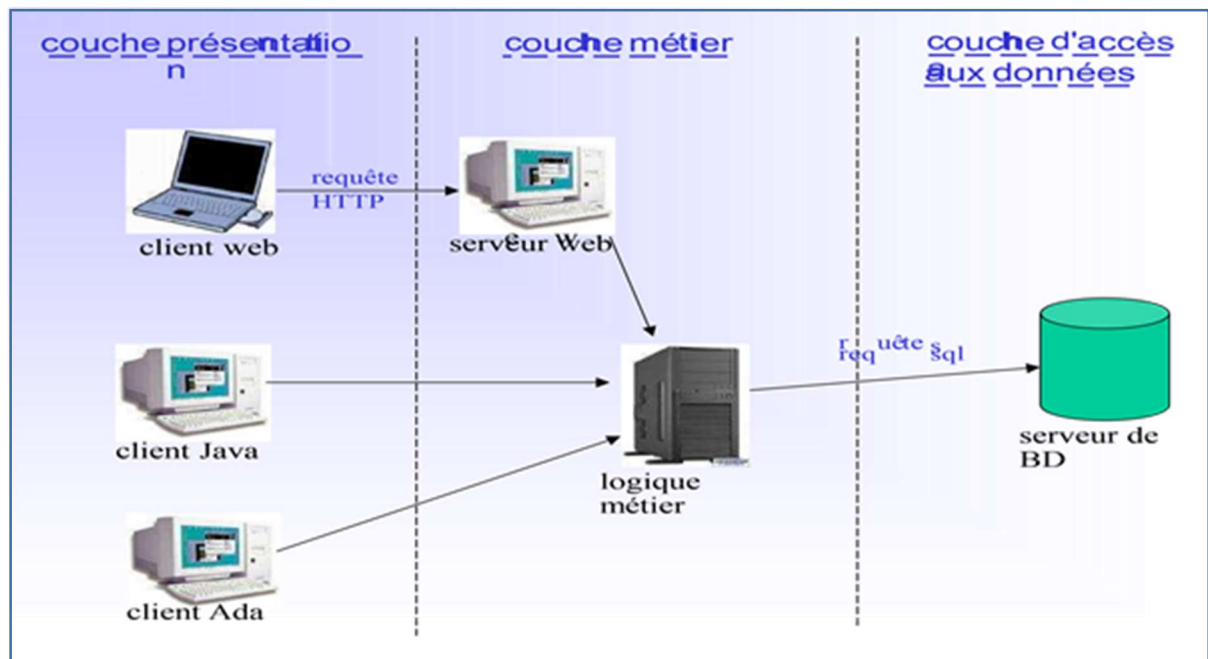 couche présentation
couche métier
couche d'accès
aux données
requête
HTTP
client web
serveur Web
requête sql
client Java
logique
métier
serveur de
BD
client Ada